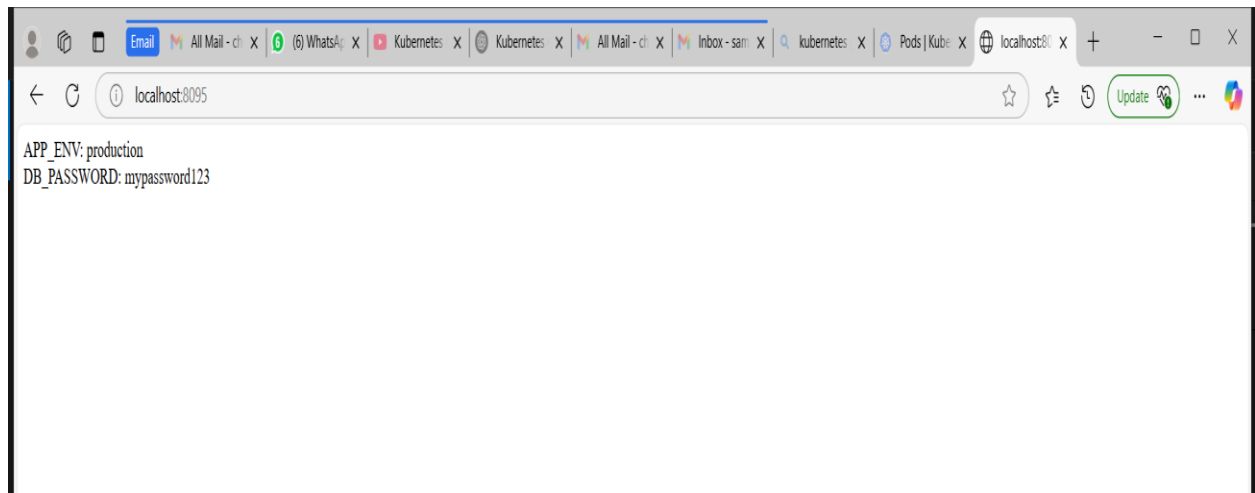 Email
All Mail - ch
(6) WhatsAp
Kubernetes
Kubernetes
All Mail - ch
Inbox - sam
kubernetes
Pods | Kube
localhost:80
localhost:8095
Update
APP_ENV: production
DB_PASSWORD: mypassword123